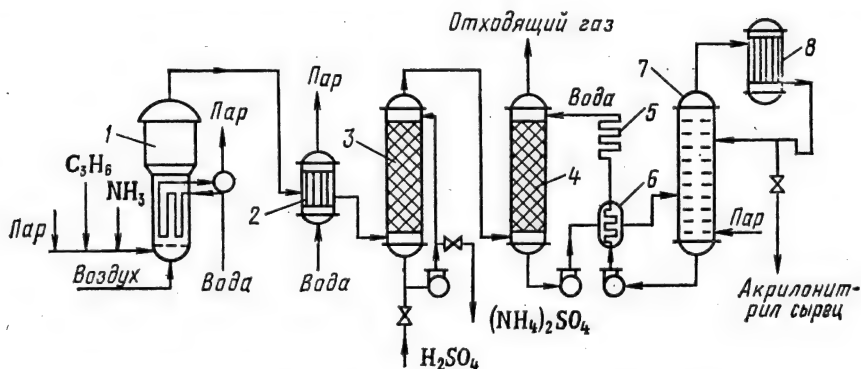 Отходящий газ
8
7
Пар
Вода
5
1
Пар
3
C₃H₆
4
6
NH₃
2
Пар
Пар
Воздух
Вода
Вода
(NH₄)₂SO₄
Акрилонит-
рил сырец
H₂SO₄